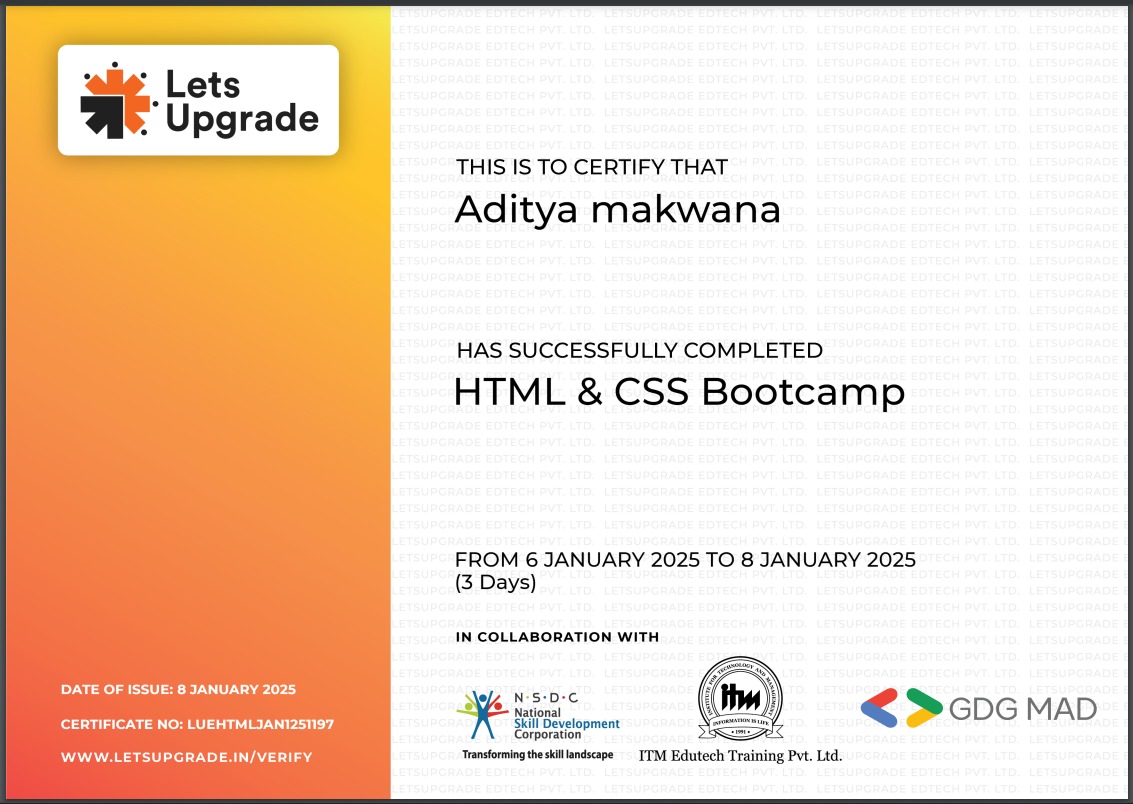 Lets
Upgrade
THIS IS TO CERTIFY THAT
Aditya makwana
HAS SUCCESSFULLY COMPLETED
HTML & CSS Bootcamp
FROM 6 JANUARY 2025 TO 8 JANUARY 2025
(3 Days)
IN COLLABORATION WITH
N·S·D·C
National
Skill Development
Corporation
Transforming the skill landscape
INSTITUTE FOR TECHNOLOGY AND MANAGEMENT
itm
INFORMATION IS LIFE
• 1991 •
ITM Edutech Training Pvt. Ltd.
GDG MAD
DATE OF ISSUE: 8 JANUARY 2025
CERTIFICATE NO: LUEHTMLJAN1251197
WWW.LETSUPGRADE.IN/VERIFY
LETSUPGRADE EDTECH PVT. LTD.